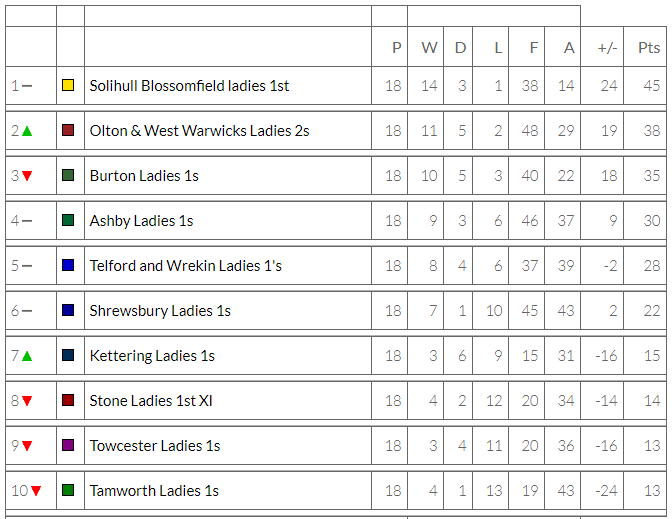 P W D L F A +/- Pts
1 Solihull Blossomfield ladies 1st 18 14 3 1 38 14 24 45
2 Olton & West Warwicks Ladies 2s 18 11 5 2 48 29 19 38
3 Burton Ladies 1s 18 10 5 3 40 22 18 35
4 Ashby Ladies 1s 18 9 3 6 46 37 9 30
5 Telford and Wrekin Ladies 1's 18 8 4 6 37 39 -2 28
6 Shrewsbury Ladies 1s 18 7 1 10 45 43 2 22
7 Kettering Ladies 1s 18 3 6 9 15 31 -16 15
8 Stone Ladies 1st XI 18 4 2 12 20 34 -14 14
9 Towcester Ladies 1s 18 3 4 11 20 36 -16 13
10 Tamworth Ladies 1s 18 4 1 13 19 43 -24 13